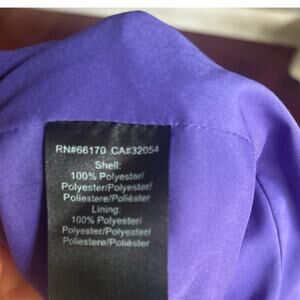 RN#66170 CA#32054
Shell:
100% Polyester/
Polyester/Polyester/
Poliestere/Poliéster
Lining:
100% Polyester/
Polyester/Polyester/
Poliestere/Poliéster